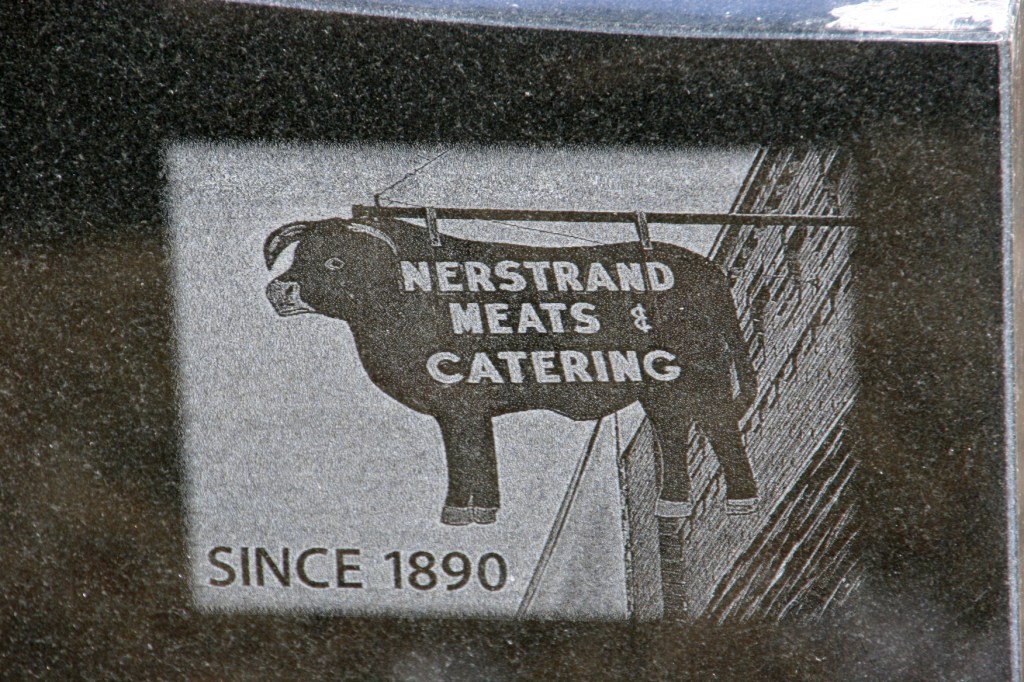 NERSTRAND
MEATS &
CATERING
SINCE 1890